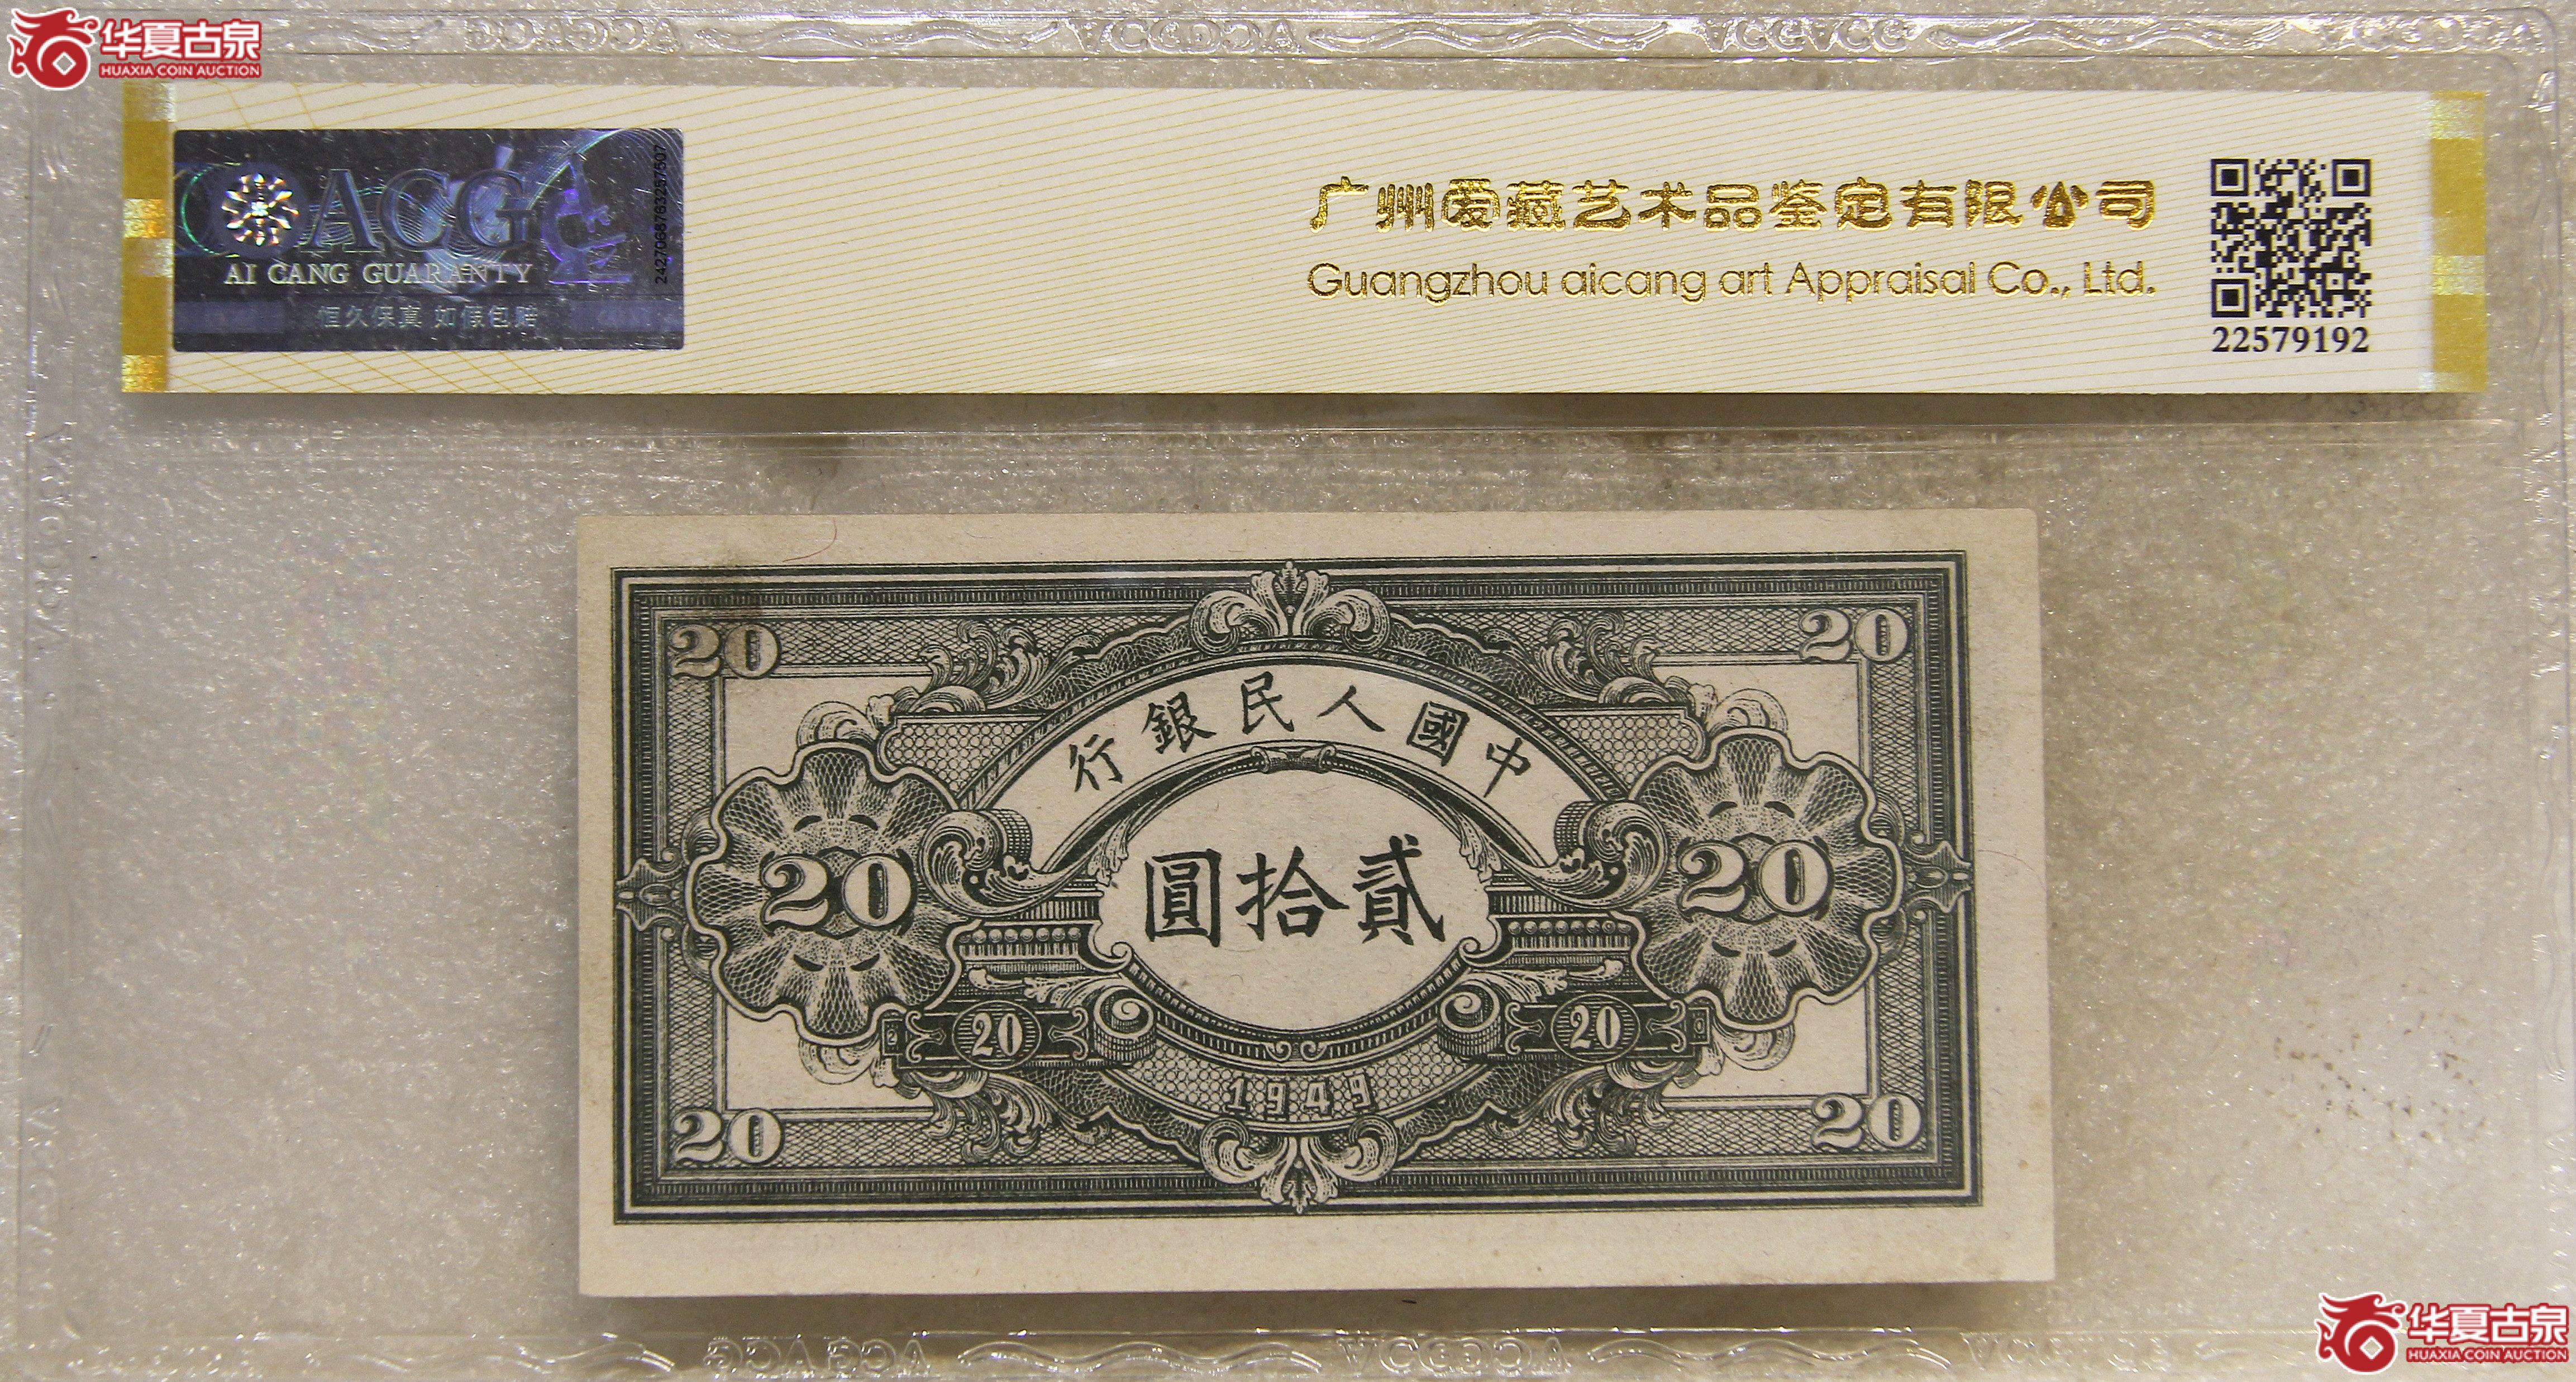 华夏古泉
HUAXIA COIN AUCTION
ACG
AI CANG GUARANTY
恒久保真 如假包赔
2427068763257507
广州爱藏艺术品鉴定有限公司
Guangzhou aicang art Appraisal Co., Ltd.
22579192
20
20
行銀民人國中
20
圓拾貳
20
20
20
1949
20
20
华夏古泉
HUAXIA COIN AUCTION